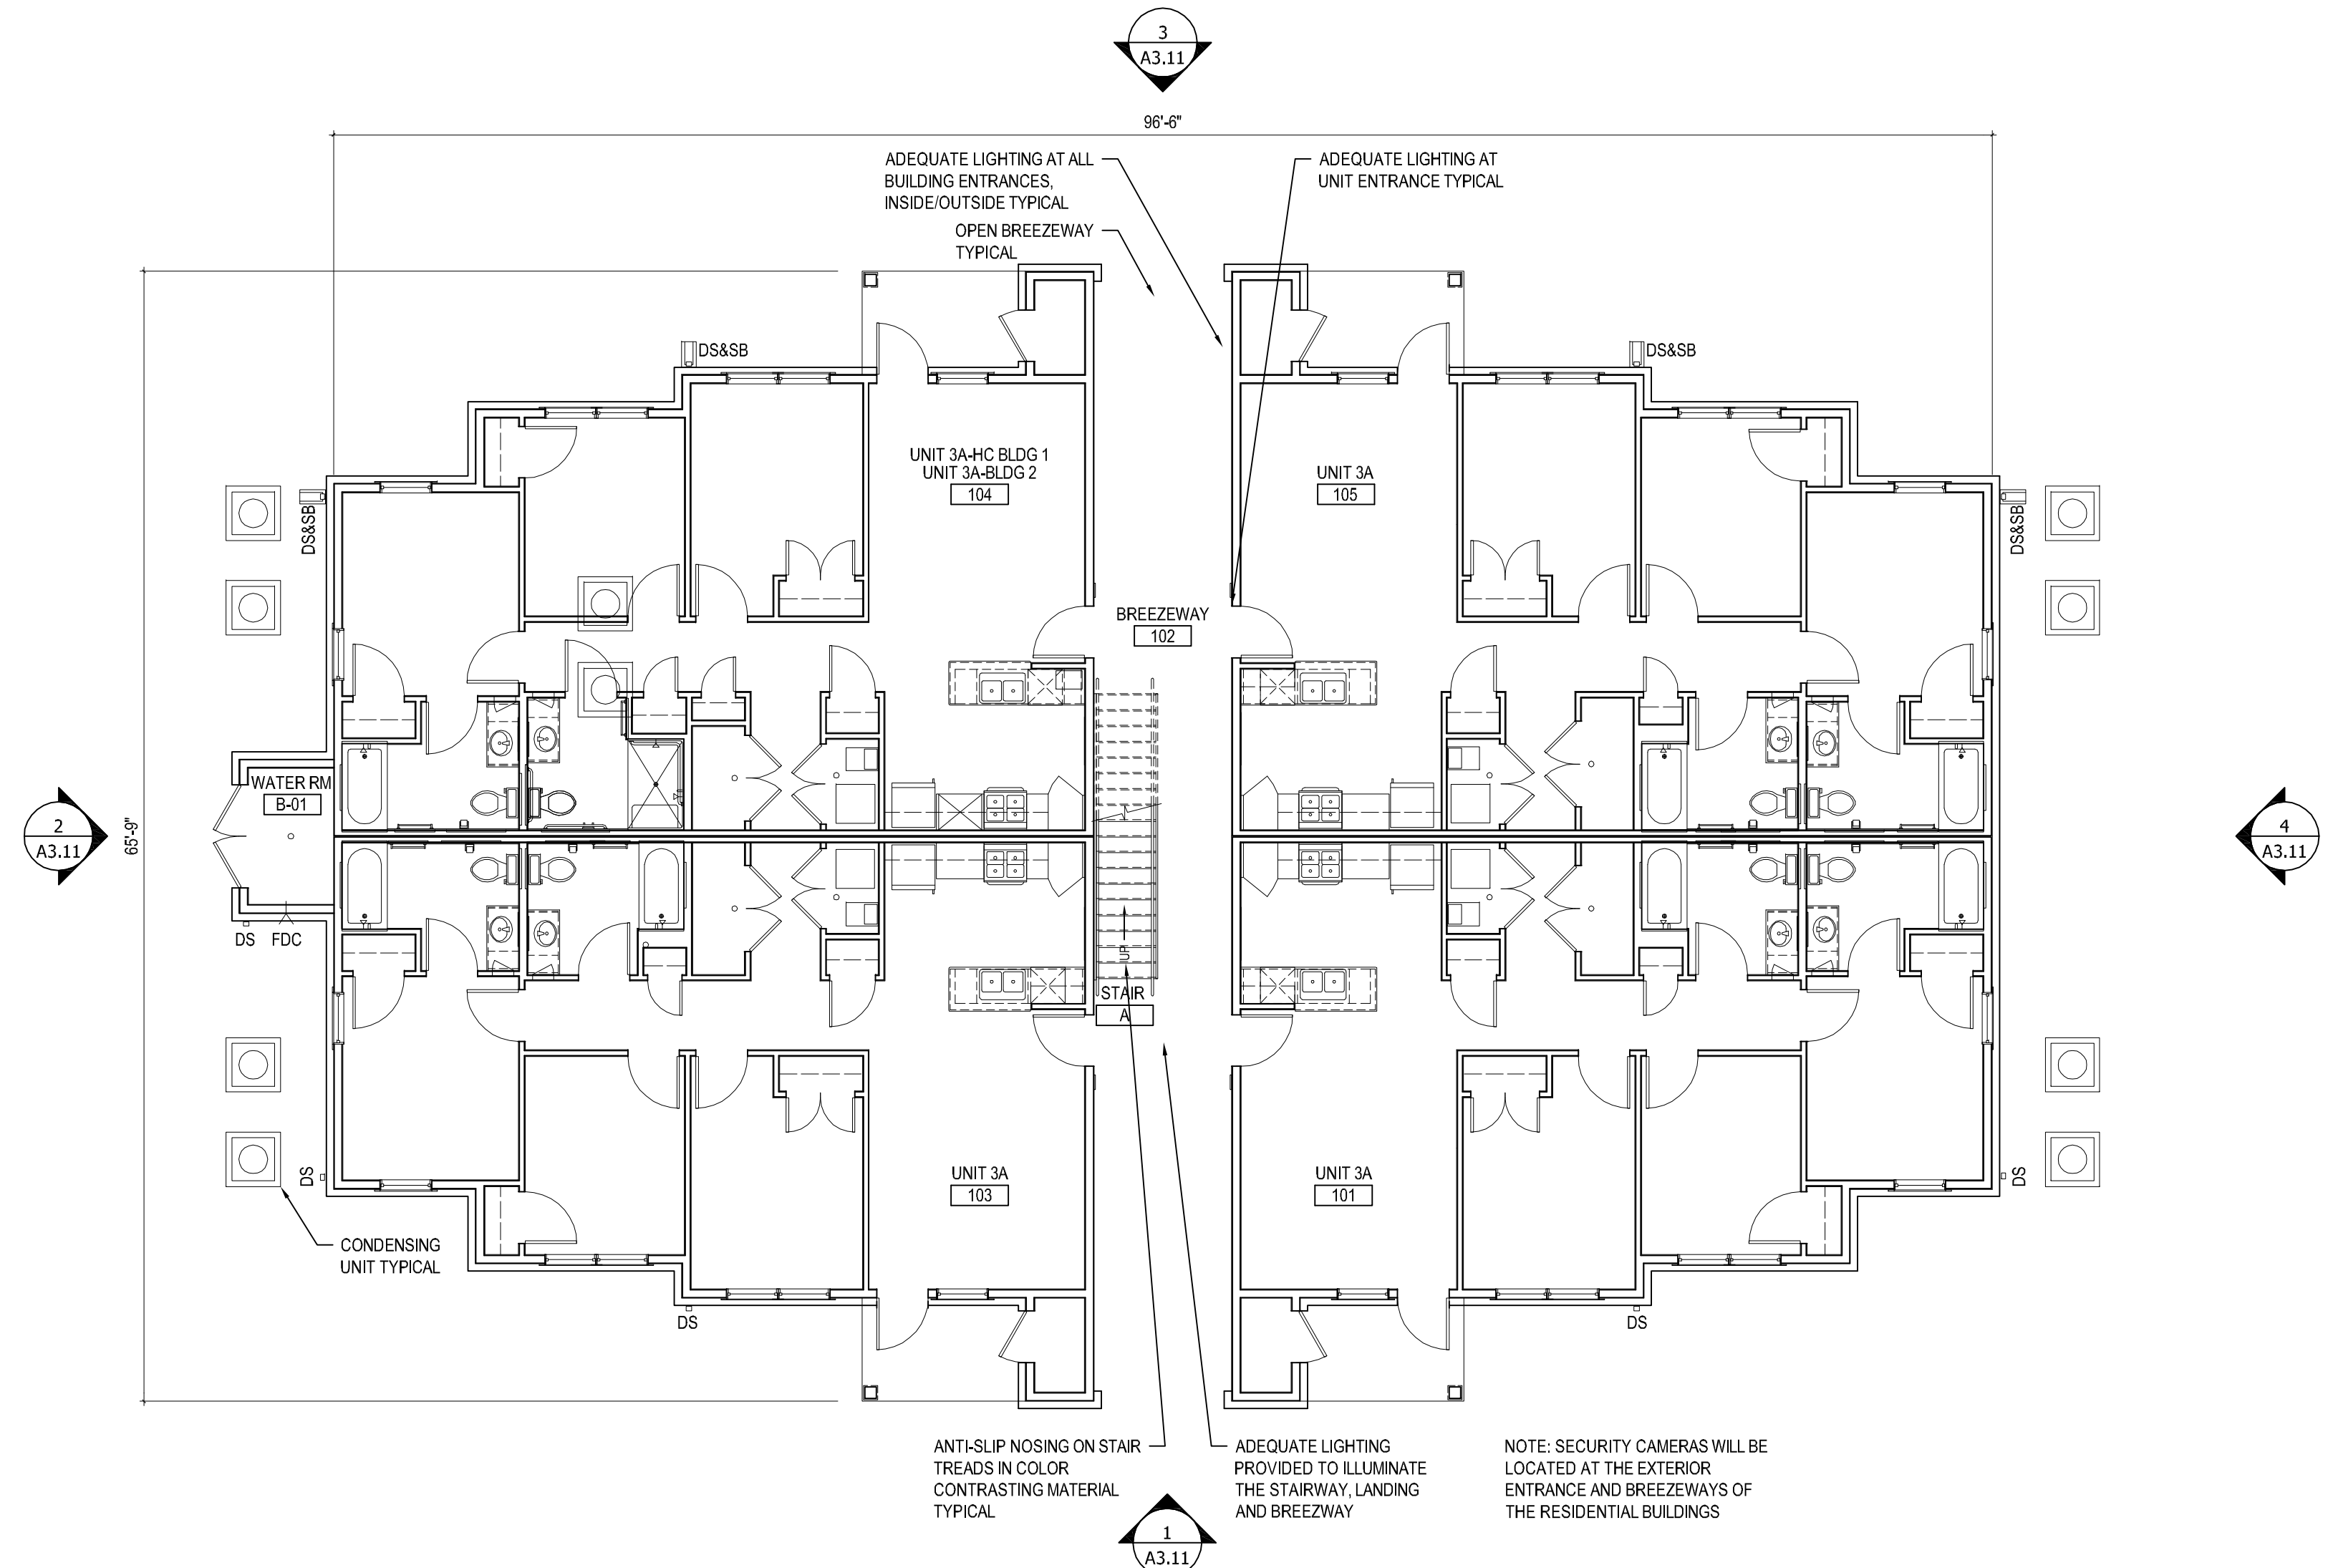 3
A3.11
96'-6"
ADEQUATE LIGHTING AT ALL
BUILDING ENTRANCES,
INSIDE/OUTSIDE TYPICAL
ADEQUATE LIGHTING AT
UNIT ENTRANCE TYPICAL
OPEN BREEZEWAY
TYPICAL
DS&SB
DS&SB
UNIT 3A-HC BLDG 1
UNIT 3A-BLDG 2
104
UNIT 3A
105
DS&SB
DS&SB
BREEZEWAY
102
WATER RM
B-01
2
A3.11
65'-9"
4
A3.11
DS
FDC
UP
STAIR
A
DS
UNIT 3A
103
UNIT 3A
101
DS
CONDENSING
UNIT TYPICAL
DS
DS
ANTI-SLIP NOSING ON STAIR
TREADS IN COLOR
CONTRASTING MATERIAL
TYPICAL
ADEQUATE LIGHTING
PROVIDED TO ILLUMINATE
THE STAIRWAY, LANDING
AND BREEZWAY
NOTE: SECURITY CAMERAS WILL BE
LOCATED AT THE EXTERIOR
ENTRANCE AND BREEZEWAYS OF
THE RESIDENTIAL BUILDINGS
1
A3.11